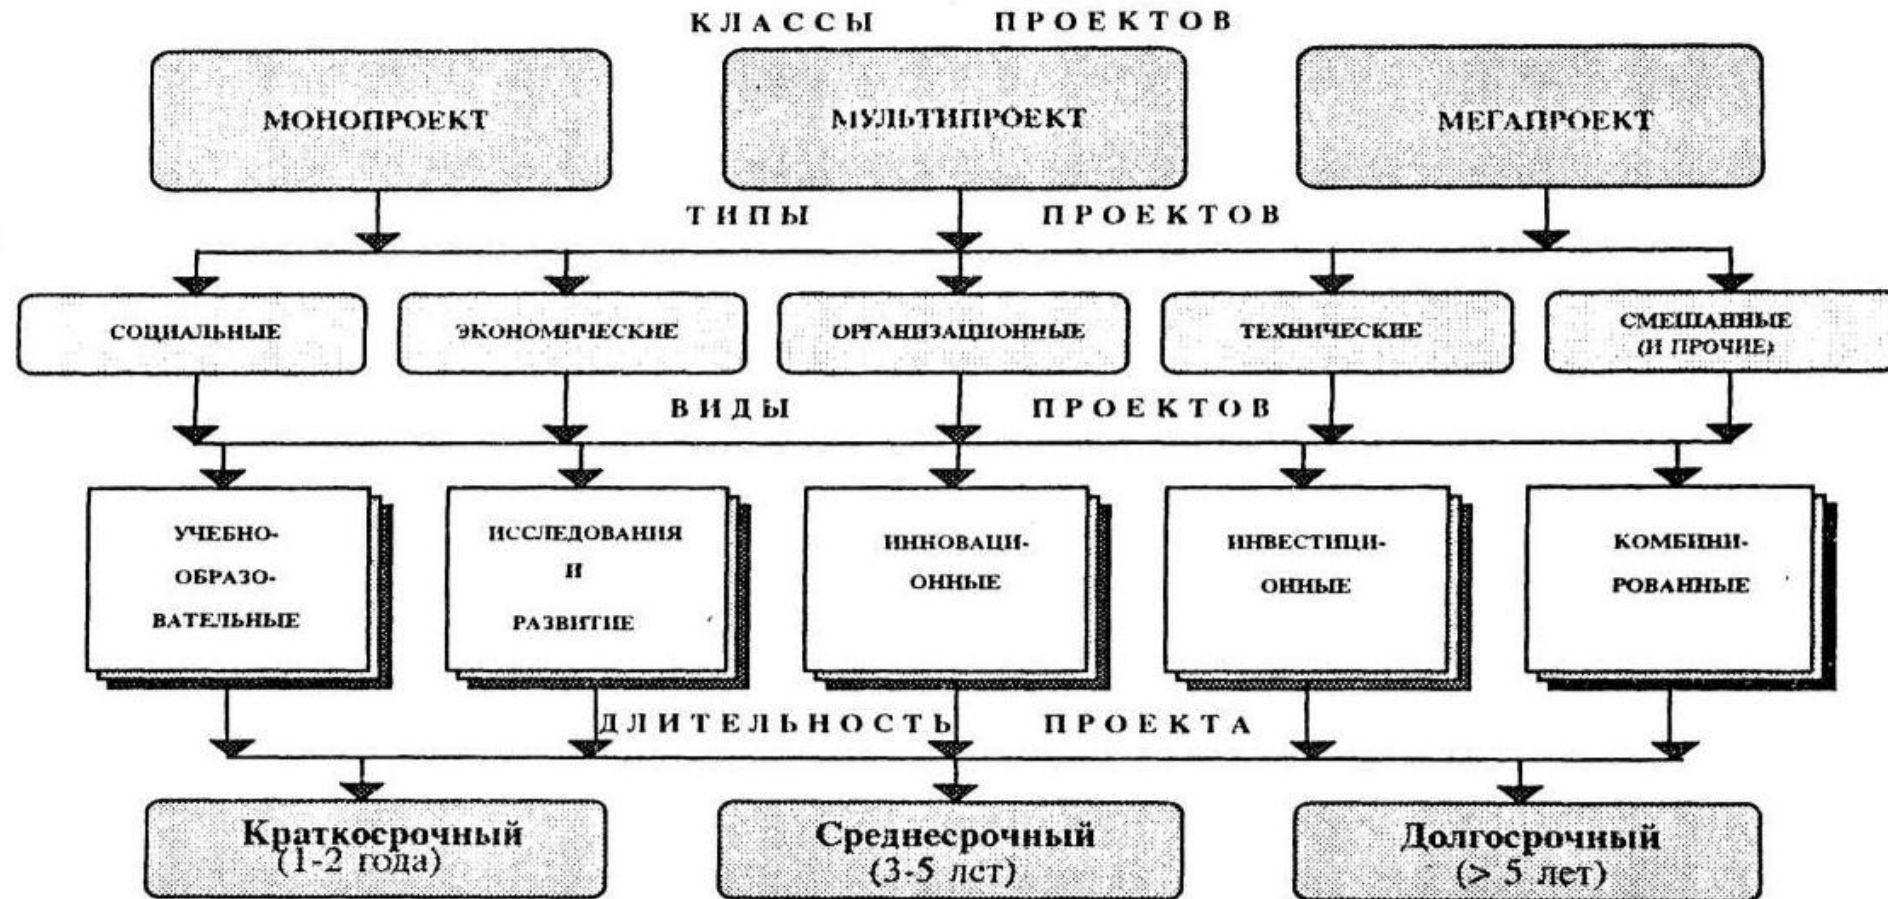 КЛАССЫ ПРОЕКТОВ
МОНОПРОЕКТ
МУЛЬТИПРОЕКТ
МЕГАПРОЕКТ
ТИПЫ ПРОЕКТОВ
СОЦИАЛЬНЫЕ
ЭКОНОМИЧЕСКИЕ
ОРГАНИЗАЦИОННЫЕ
ТЕХНИЧЕСКИЕ
СМЕШАННЫЕ
(И ПРОЧИЕ)
ВИДЫ ПРОЕКТОВ
УЧЕБНО-
ОБРАЗО-
ВАТЕЛЬНЫЕ
ИССЛЕДОВАНИЯ
И
РАЗВИТИЕ
ИННОВАЦИ-
ОННЫЕ
ИНВЕСТИЦИ-
ОННЫЕ
КОМБИНИ-
РОВАННЫЕ
ДЛИТЕЛЬНОСТЬ ПРОЕКТА
Краткосрочный
(1-2 года)
Среднесрочный
(3-5 лет)
Долгосрочный
(> 5 лет)